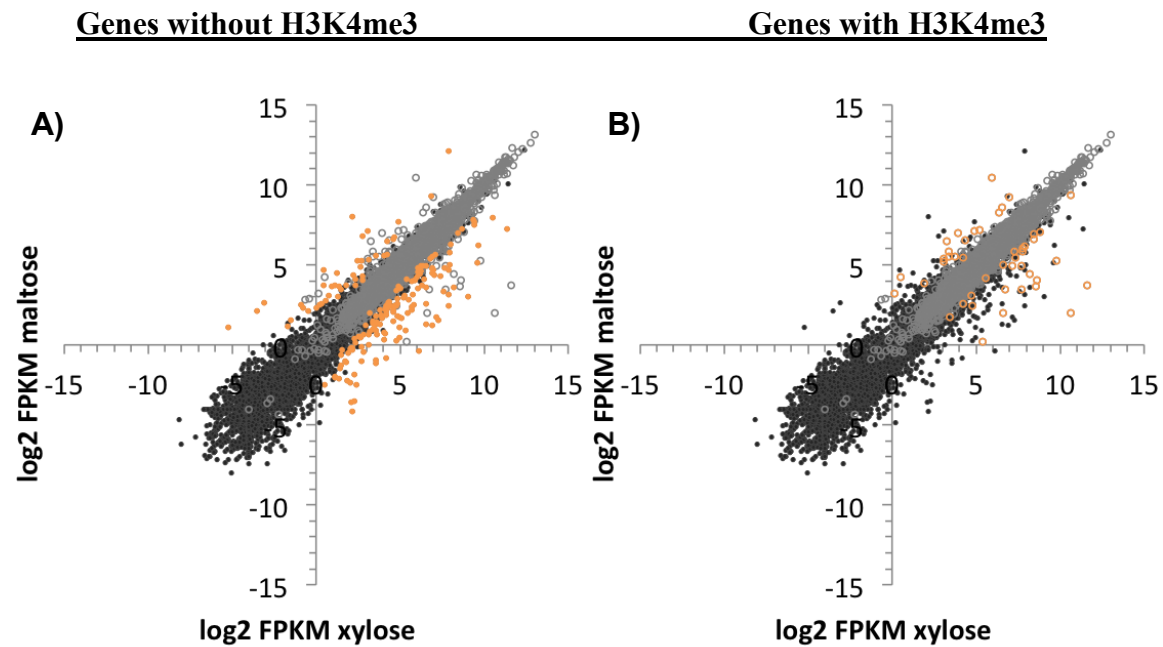 Genes without H3K4me3 Genes with H3K4me3
A) B)
15 15
10 10
5 5
0 0
-15 -10 -5 0 5 10 15 -15 -10 -5 0 5 10 15
-5 -5
-10 -10
-15 -15
log2 FPKM maltose log2 FPKM maltose
log2 FPKM xylose log2 FPKM xylose